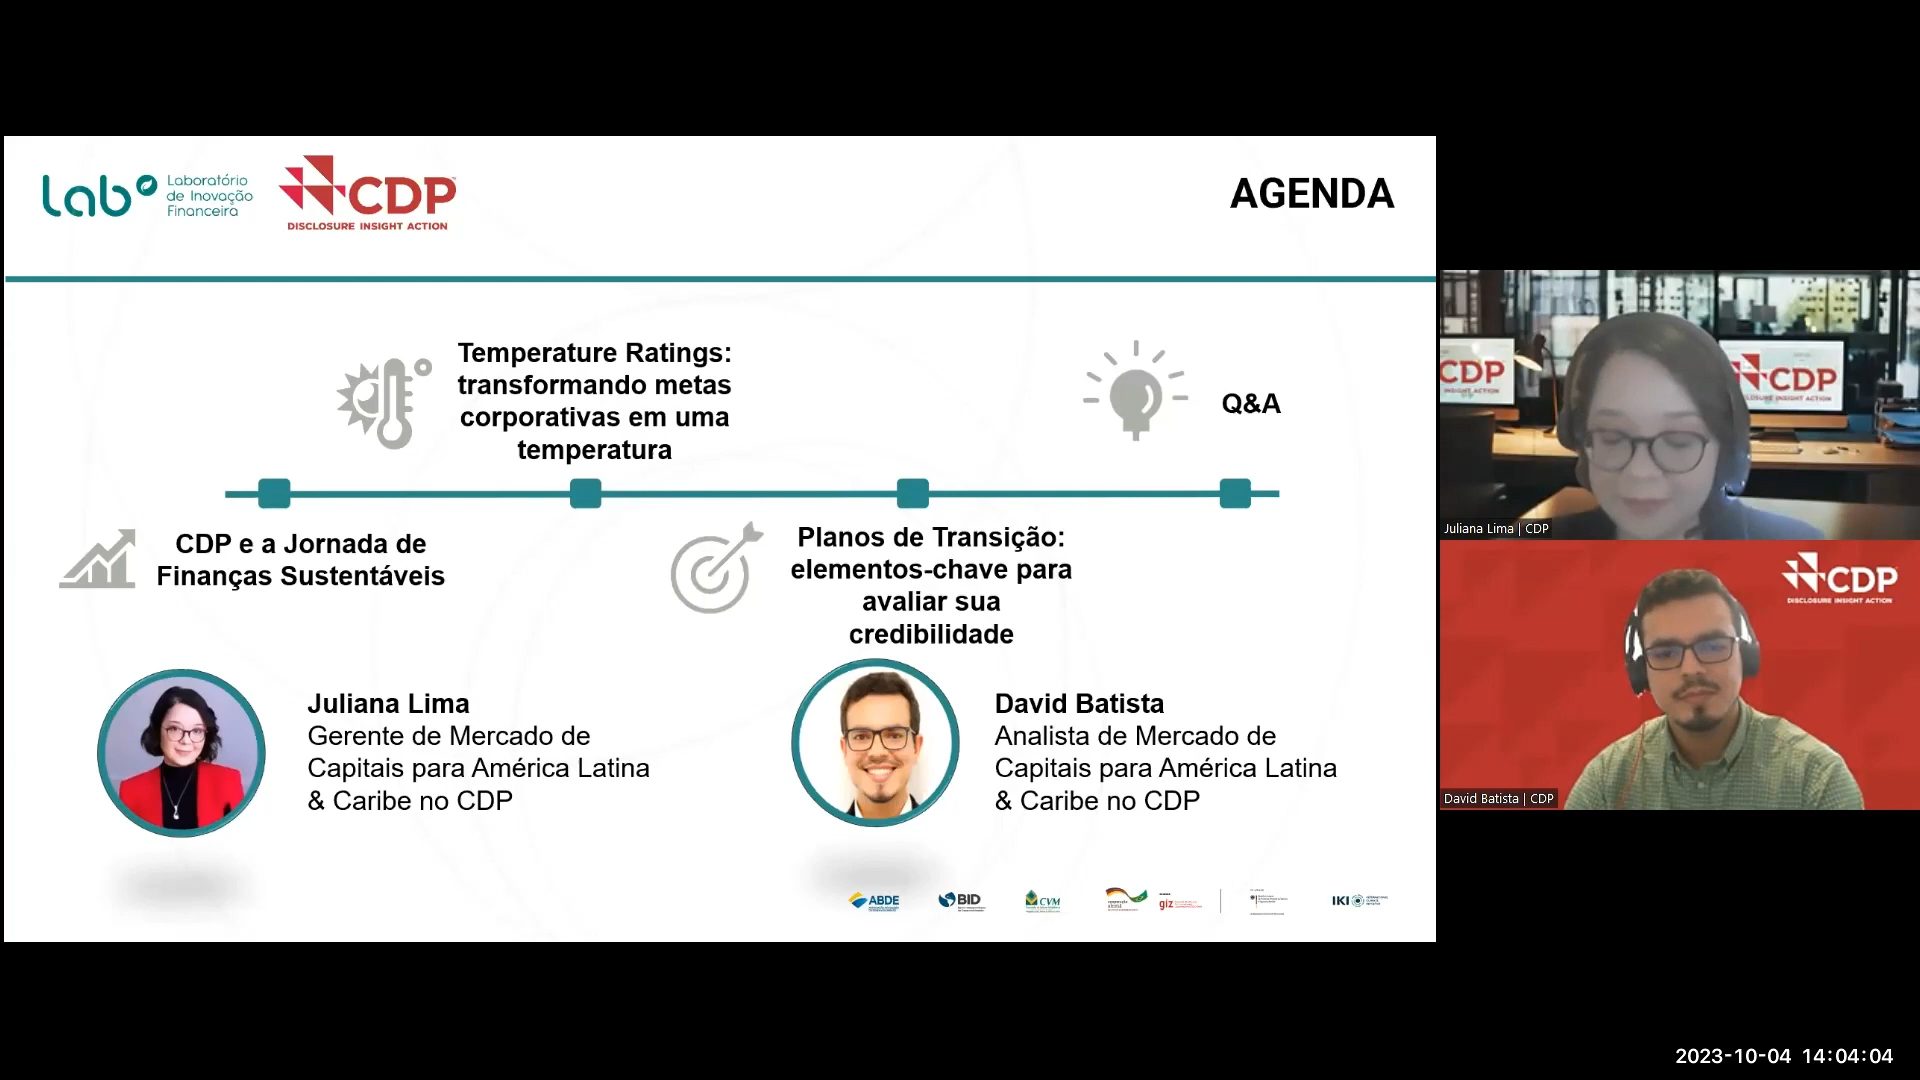 lab
Laboratório
de Inovação
Financeira
CDP
DISCLOSURE INSIGHT ACTION
AGENDA
Temperature Ratings:
transformando metas
corporativas em uma
temperatura
Q&A
CDP e a Jornada de
Finanças Sustentáveis
Planos de Transição:
elementos-chave para
avaliar sua
credibilidade
Juliana Lima
Gerente de Mercado de
Capitais para América Latina
& Caribe no CDP
David Batista
Analista de Mercado de
Capitais para América Latina
& Caribe no CDP
ABDE
BID
CVM
giz
IKI
CDP
CDP
Juliana Lima | CDP
CDP
DISCLOSURE INSIGHT ACTION
David Batista | CDP
2023-10-04 14:04:04